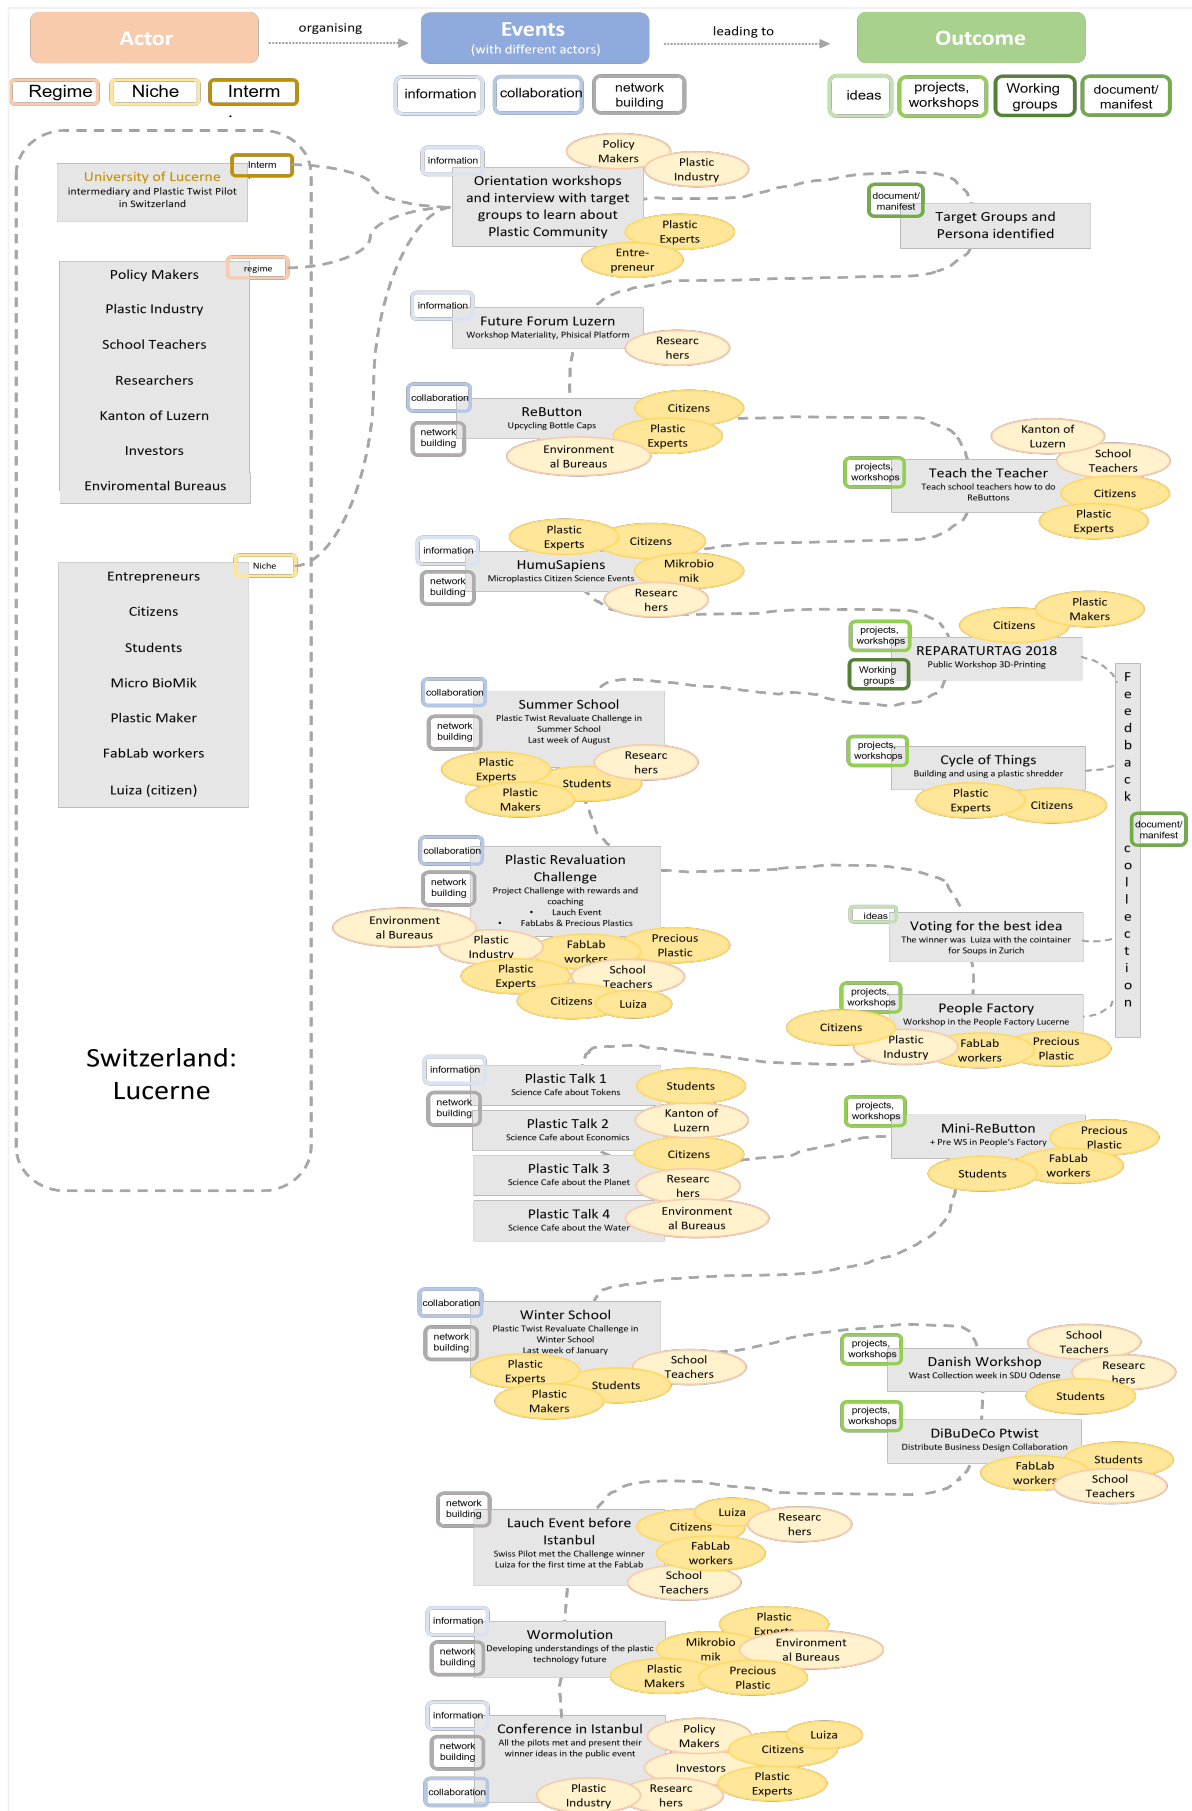 Actor
organising
Events
(with different actors)
leading to
Outcome
Regime
Niche
Interm
.
information
collaboration
network
building
ideas
projects,
workshops
Working
groups
document/
manifest
Interm
University of Lucerne
intermediary and Plastic Twist Pilot
in Switzerland
regime
Policy Makers
Plastic Industry
School Teachers
Researchers
Kanton of Luzern
Investors
Enviromental Bureaus
Niche
Entrepreneurs
Citizens
Students
Micro BioMik
Plastic Maker
FabLab workers
Luiza (citizen)
Switzerland:
Lucerne
information
Policy
Makers
Plastic
Industry
Orientation workshops
and interview with target
groups to learn about
Plastic Community
Plastic
Experts
Entre-
preneur
document/
manifest
Target Groups and
Persona identified
information
Future Forum Luzern
Workshop Materiality, Phisical Platform
Researc
hers
collaboration
network
building
ReButton
Upcycling Bottle Caps
Citizens
Plastic
Experts
Environment
al Bureaus
projects,
workshops
Teach the Teacher
Teach school teachers how to do
ReButtons
Kanton of
Luzern
School
Teachers
Citizens
Plastic
Experts
information
network
building
HumuSapiens
Microplastics Citizen Science Events
Plastic
Experts
Citizens
Mikrobio
mik
Researc
hers
projects,
workshops
Working
groups
REPARATURTAG 2018
Public Workshop 3D-Printing
Citizens
Plastic
Makers
Feedback collection
document/
manifest
collaboration
network
building
Summer School
Plastic Twist Revaluate Challenge in
Summer School
Last week of August
Researc
hers
Plastic
Experts
Students
Plastic
Makers
projects,
workshops
Cycle of Things
Building and using a plastic shredder
Plastic
Experts
Citizens
collaboration
network
building
Plastic Revaluation
Challenge
Project Challenge with rewards and
coaching
• Lauch Event
• FabLabs & Precious Plastics
Environment
al Bureaus
Plastic
Industry
FabLab
workers
Precious
Plastic
Plastic
Experts
School
Teachers
Citizens
Luiza
ideas
Voting for the best idea
The winner was Luiza with the cointainer
for Soups in Zurich
projects,
workshops
People Factory
Workshop in the People Factory Lucerne
Citizens
Plastic
Industry
FabLab
workers
Precious
Plastic
information
network
building
Plastic Talk 1
Science Cafe about Tokens
Plastic Talk 2
Science Cafe about Economics
Plastic Talk 3
Science Cafe about the Planet
Plastic Talk 4
Science Cafe about the Water
Students
Kanton of
Luzern
Citizens
Researc
hers
Environment
al Bureaus
projects,
workshops
Mini-ReButton
+ Pre WS in People's Factory
Precious
Plastic
FabLab
workers
Students
collaboration
network
building
Winter School
Plastic Twist Revaluate Challenge in
Winter School
Last week of January
School
Teachers
Plastic
Experts
Students
Plastic
Makers
projects,
workshops
Danish Workshop
Wast Collection week in SDU Odense
School
Teachers
Researc
hers
Students
projects,
workshops
DiBuDeCo Ptwist
Distribute Business Design Collaboration
FabLab
workers
Students
School
Teachers
network
building
Lauch Event before
Istanbul
Swiss Pilot met the Challenge winner
Luiza for the first time at the FabLab
Luiza
Citizens
Researc
hers
FabLab
workers
School
Teachers
information
network
building
Wormolution
Developing understandings of the plastic
technology future
Plastic
Experts
Mikrobio
mik
Environment
al Bureaus
Plastic
Makers
Precious
Plastic
information
network
building
collaboration
Conference in Istanbul
All the pilots met and present their
winner ideas in the public event
Policy
Makers
Luiza
Citizens
Investors
Plastic
Experts
Plastic
Industry
Researc
hers